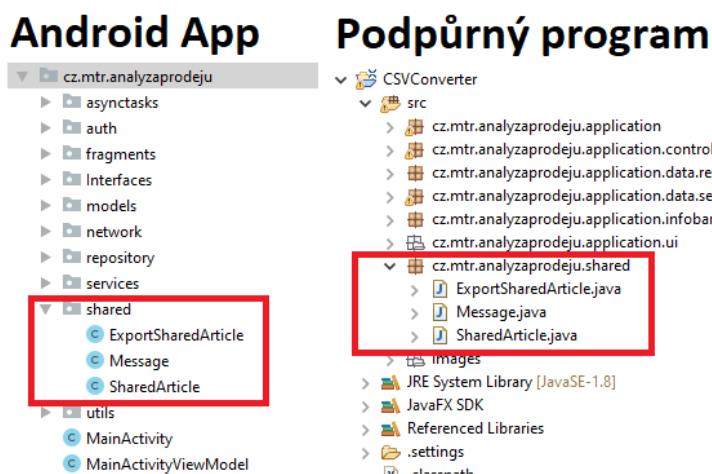 Android App
cz.mtr.analyzaprodeju
asynctasks
auth
fragments
Interfaces
models
network
repository
services
shared
ExportSharedArticle
Message
SharedArticle
utils
MainActivity
MainActivityViewModel
Podpůrný program
CSVConverter
src
cz.mtr.analyzaprodeju.application
cz.mtr.analyzaprodeju.application.control
cz.mtr.analyzaprodeju.application.data.re
cz.mtr.analyzaprodeju.application.data.se
cz.mtr.analyzaprodeju.application.infobar
cz.mtr.analyzaprodeju.application.ui
cz.mtr.analyzaprodeju.shared
ExportSharedArticle.java
Message.java
SharedArticle.java
images
JRE System Library [JavaSE-1.8]
JavaFX SDK
Referenced Libraries
.settings
.classpath